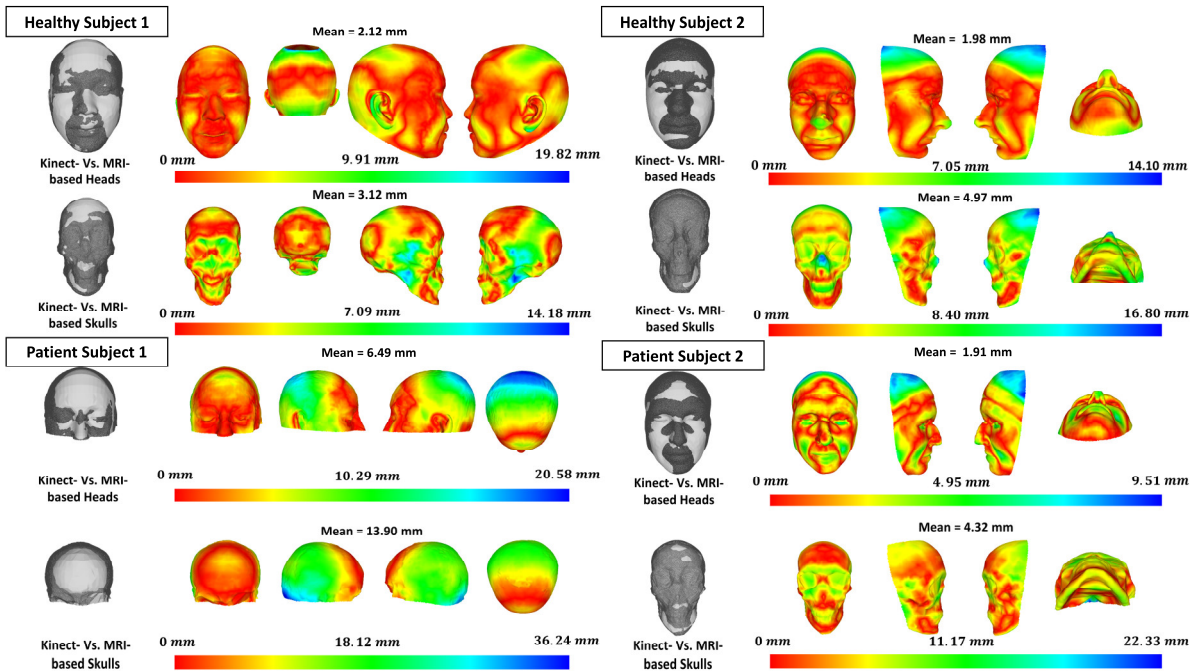 Healthy Subject 1
Mean = 2.12 mm
Kinect- Vs. MRI-
based Heads
0 mm
9.91 mm
19.82 mm
Mean = 3.12 mm
Kinect- Vs. MRI-
based Skulls
0 mm
7.09 mm
14.18 mm
Healthy Subject 2
Mean = 1.98 mm
Kinect- Vs. MRI-
based Heads
0 mm
7.05 mm
14.10 mm
Mean = 4.97 mm
Kinect- Vs. MRI-
based Skulls
0 mm
8.40 mm
16.80 mm
Patient Subject 1
Mean = 6.49 mm
Kinect- Vs. MRI-
based Heads
0 mm
10.29 mm
20.58 mm
Mean = 13.90 mm
Kinect- Vs. MRI-
based Skulls
0 mm
18.12 mm
36.24 mm
Patient Subject 2
Mean = 1.91 mm
Kinect- Vs. MRI-
based Heads
0 mm
4.95 mm
9.51 mm
Mean = 4.32 mm
Kinect- Vs. MRI-
based Skulls
0 mm
11.17 mm
22.33 mm